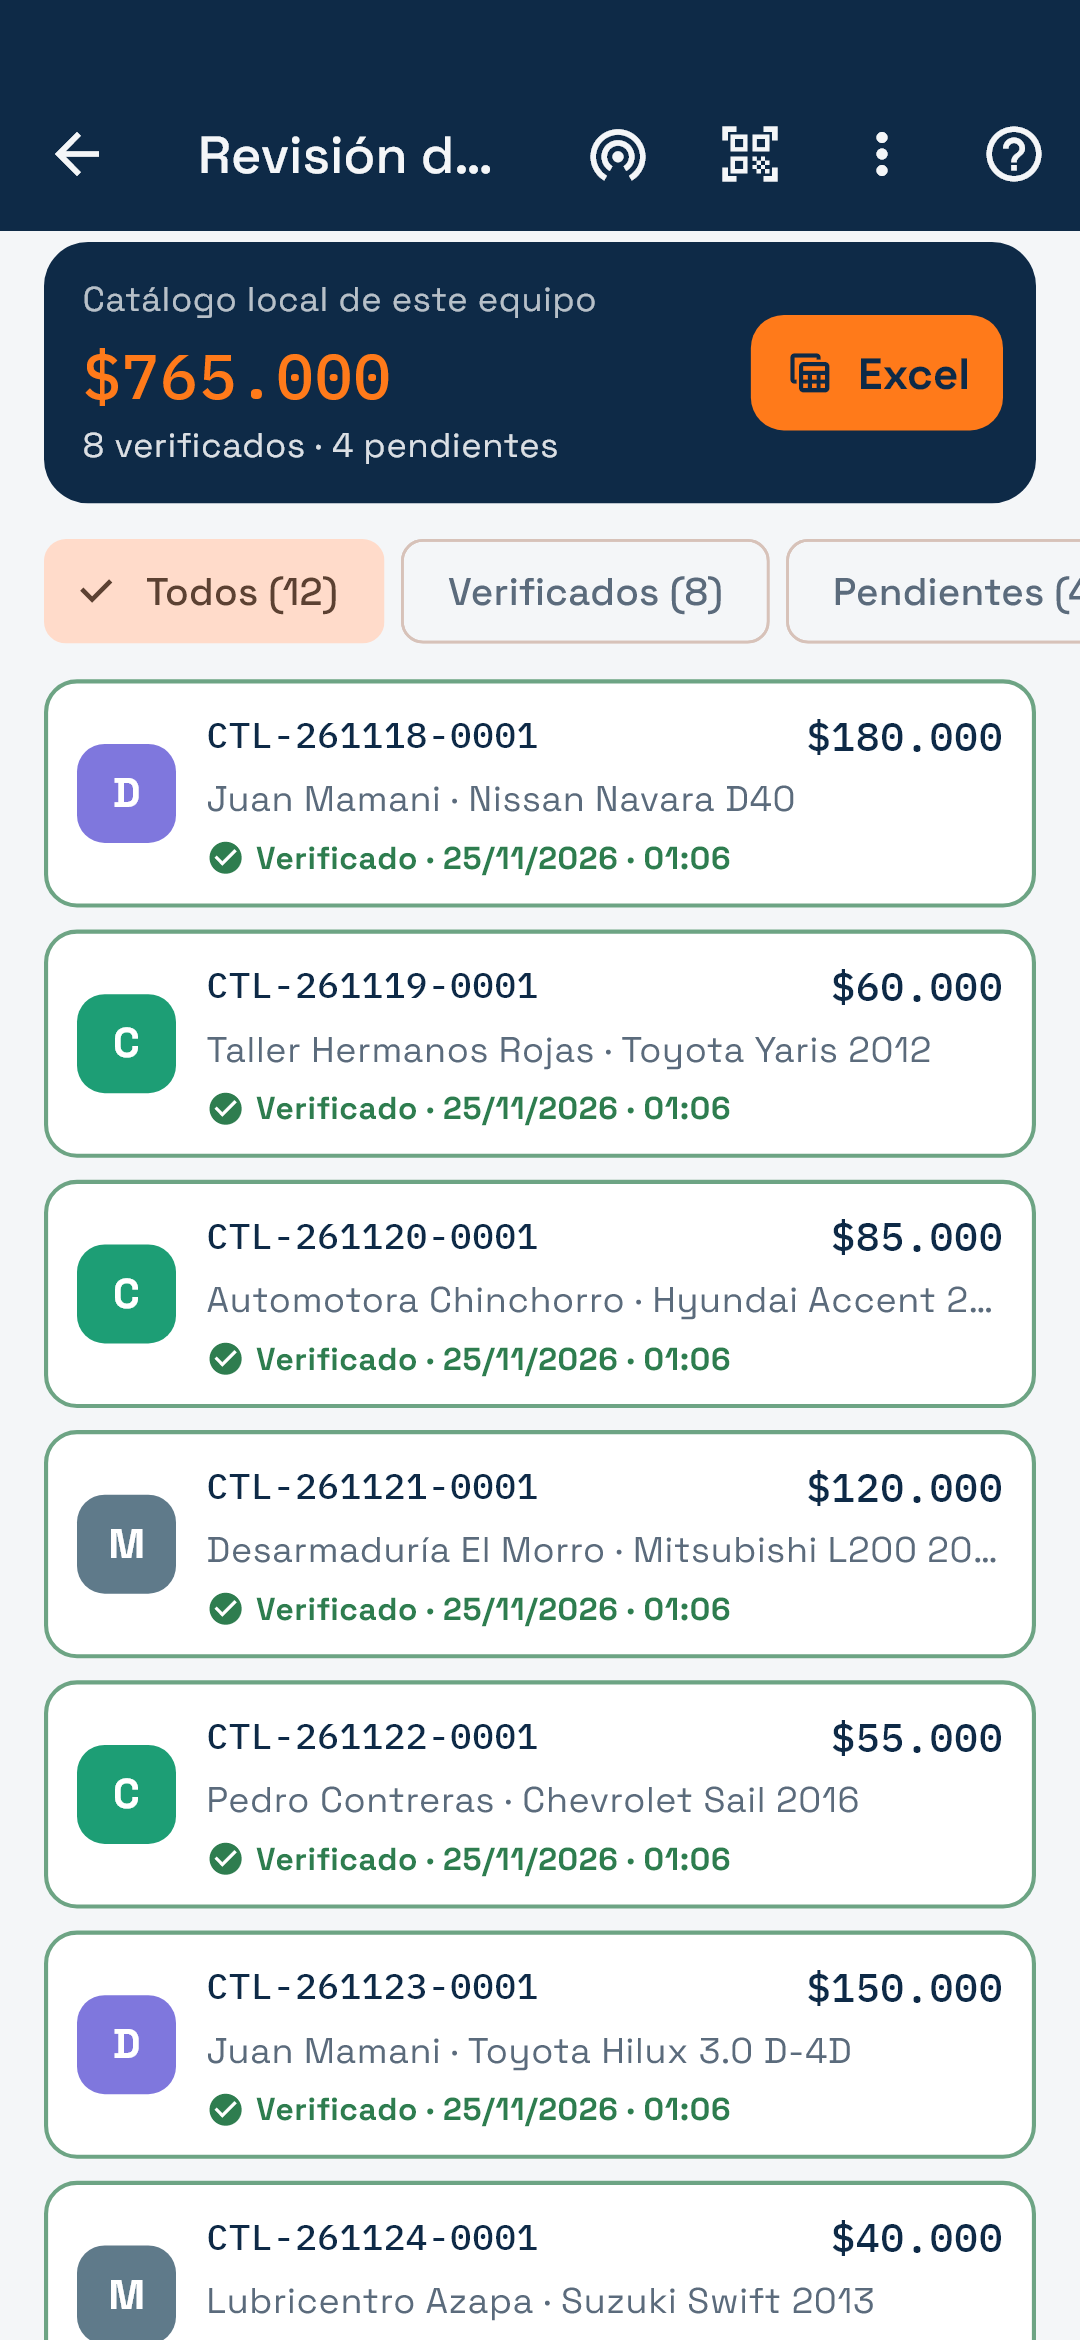 Revisión d...
Catálogo local de este equipo
$765.000
8 verificados · 4 pendientes
Excel
Todos (12)
Verificados (8)
Pendientes (4
D
CTL-261118-0001
$180.000
Juan Mamani · Nissan Navara D40
Verificado · 25/11/2026 · 01:06
C
CTL-261119-0001
$60.000
Taller Hermanos Rojas · Toyota Yaris 2012
Verificado · 25/11/2026 · 01:06
C
CTL-261120-0001
$85.000
Automotora Chinchorro · Hyundai Accent 2...
Verificado · 25/11/2026 · 01:06
M
CTL-261121-0001
$120.000
Desarmaduría El Morro · Mitsubishi L200 20...
Verificado · 25/11/2026 · 01:06
C
CTL-261122-0001
$55.000
Pedro Contreras · Chevrolet Sail 2016
Verificado · 25/11/2026 · 01:06
D
CTL-261123-0001
$150.000
Juan Mamani · Toyota Hilux 3.0 D-4D
Verificado · 25/11/2026 · 01:06
M
CTL-261124-0001
$40.000
Lubricentro Azapa · Suzuki Swift 2013